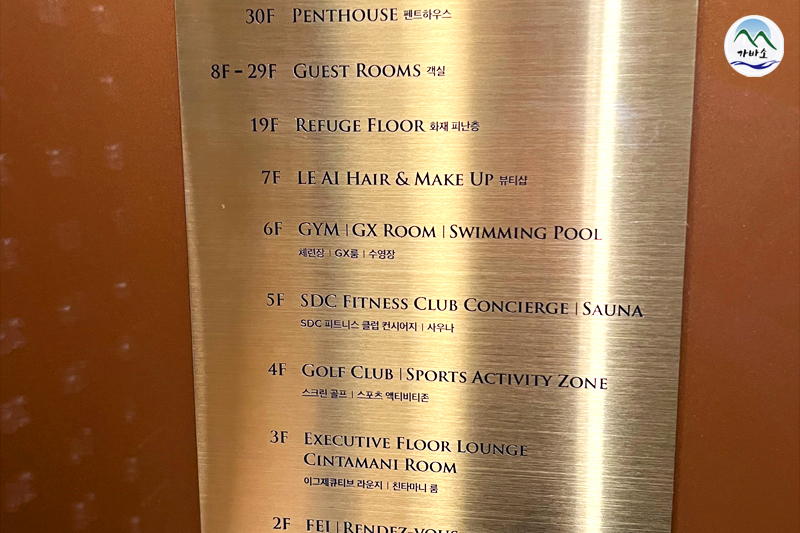 가바소
30F PENTHOUSE 펜트하우스
8F - 29F GUEST ROOMS 객실
19F REFUGE FLOOR 화재 피난층
7F LE AI HAIR & MAKE UP 뷰티샵
6F GYM | GX ROOM | SWIMMING POOL
체련장 | GX룸 | 수영장
5F SDC FITNESS CLUB CONCIERGE | SAUNA
SDC 피트니스 클럽 컨시어지 | 사우나
4F GOLF CLUB | SPORTS ACTIVITY ZONE
스크린 골프 | 스포츠 액티비티존
3F EXECUTIVE FLOOR LOUNGE
CINTAMANI ROOM
이그제큐티브 라운지 | 친타마니 룸
2F FEI | RENDEZ-VOUS